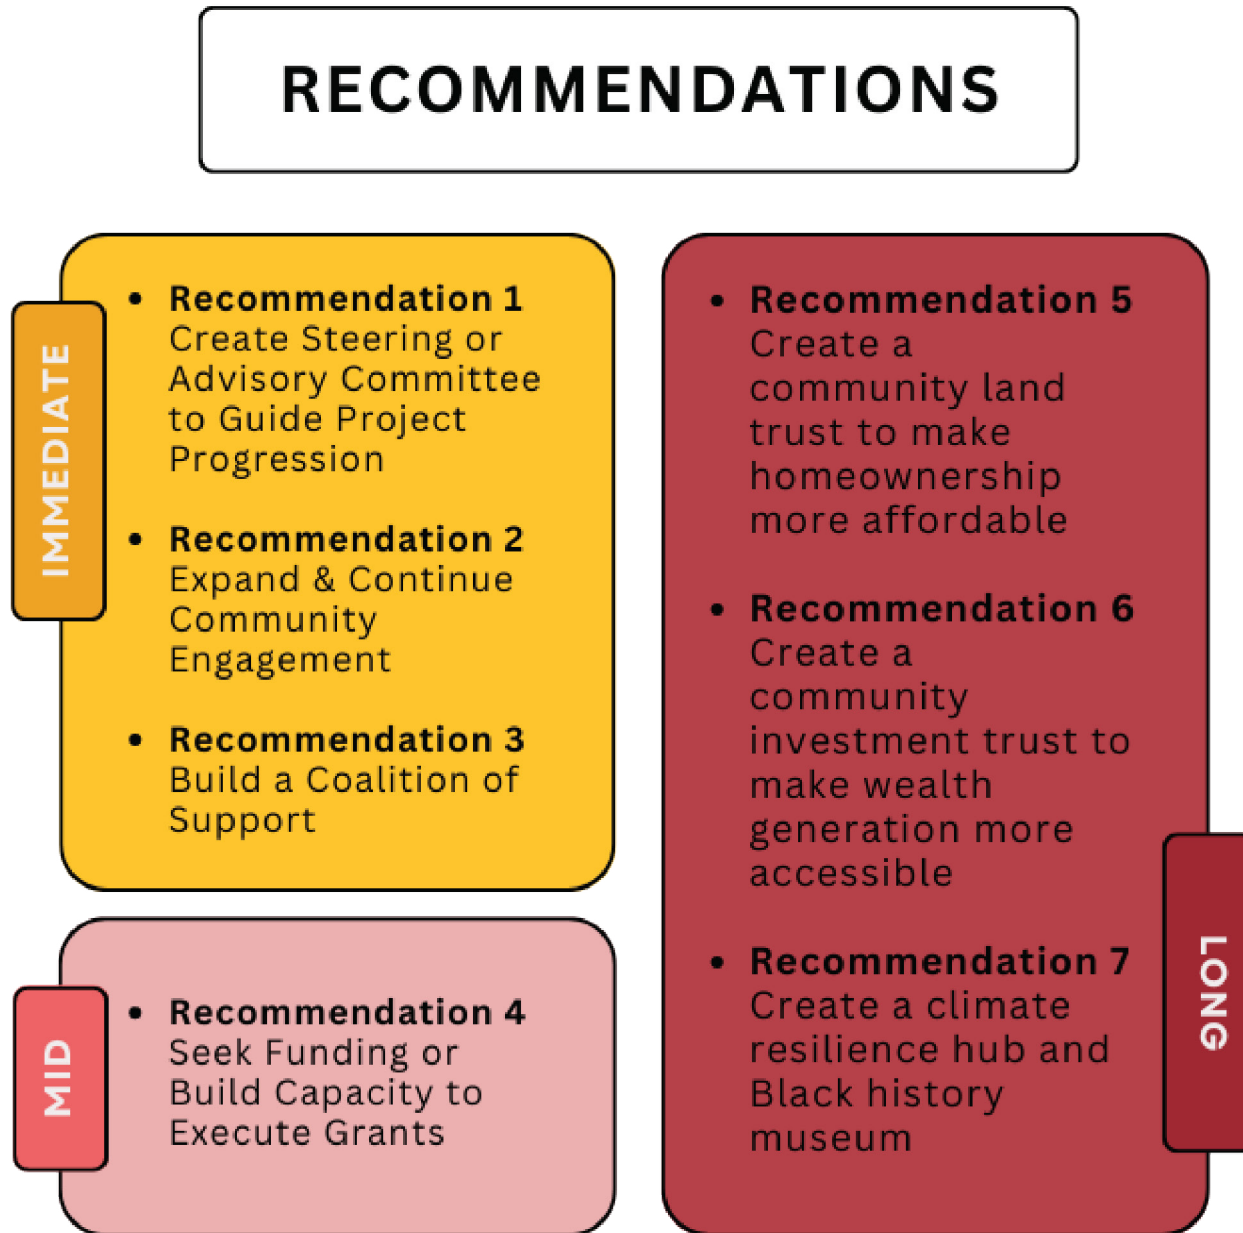 RECOMMENDATIONS
IMMEDIATE
• Recommendation 1
Create Steering or
Advisory Committee
to Guide Project
Progression
• Recommendation 2
Expand & Continue
Community
Engagement
• Recommendation 3
Build a Coalition of
Support
MID
• Recommendation 4
Seek Funding or
Build Capacity to
Execute Grants
• Recommendation 5
Create a
community land
trust to make
homeownership
more affordable
• Recommendation 6
Create a
community
investment trust to
make wealth
generation more
accessible
• Recommendation 7
Create a climate
resilience hub and
Black history
museum
LONG